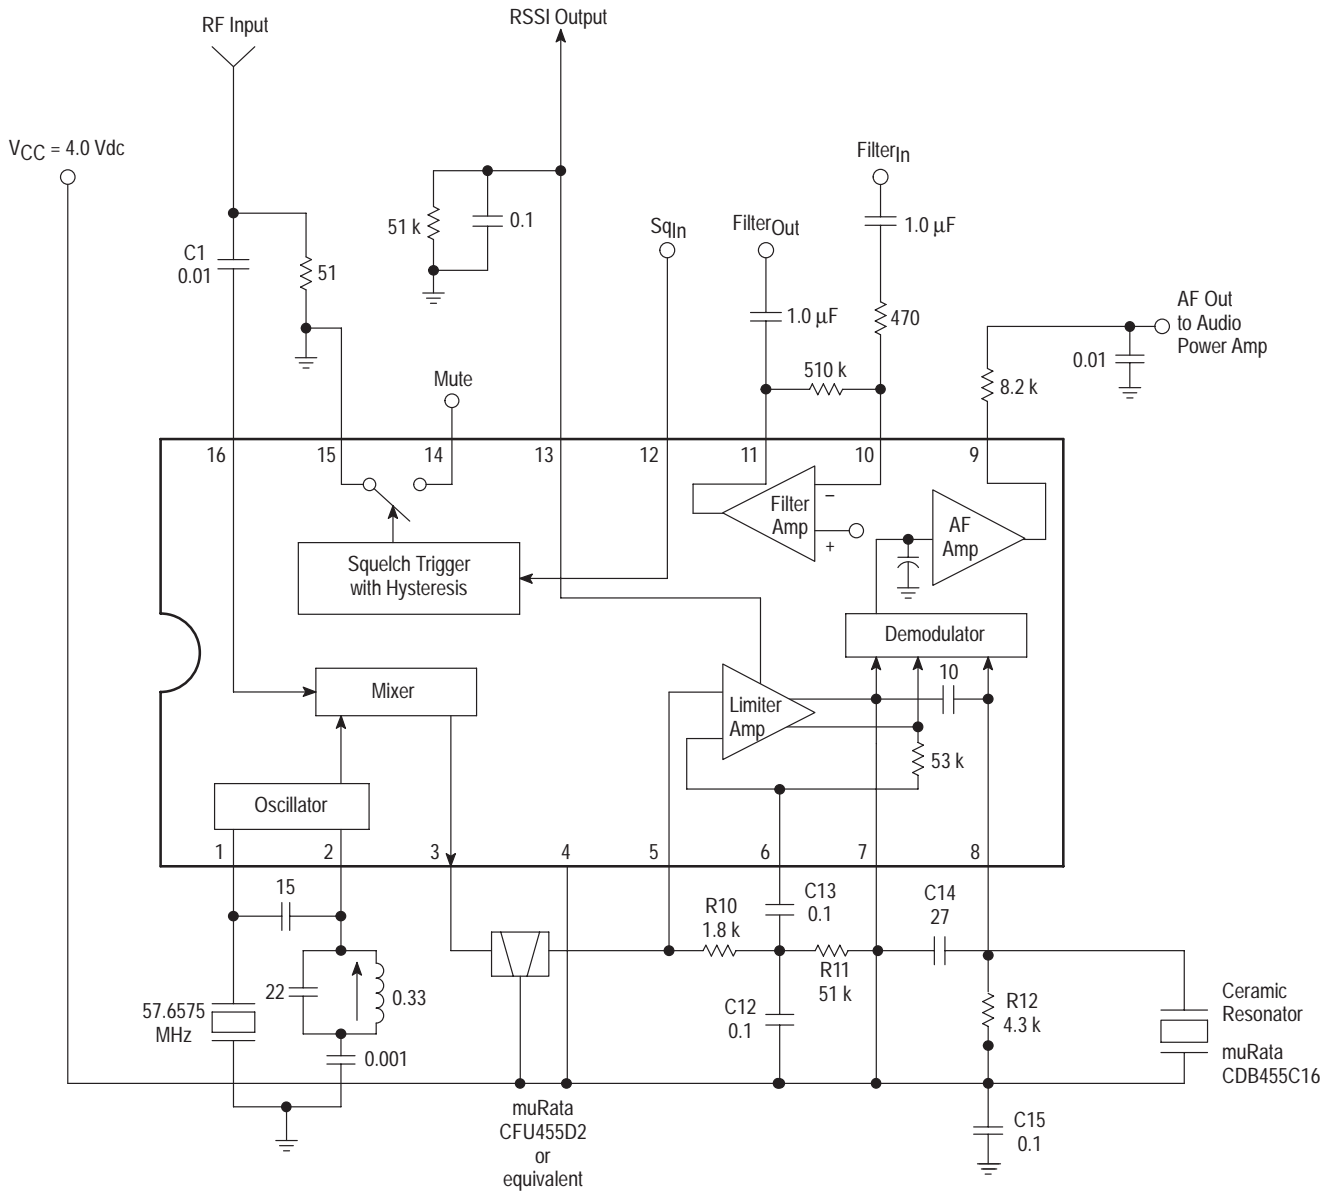 RF Input
RSSI Output
VCC = 4.0 Vdc
FilterIn
51 k
0.1
SqIn
FilterOut
1.0 μF
C1
0.01
51
1.0 μF
470
AF Out
to Audio
Power Amp
0.01
Mute
510 k
8.2 k
16
15
14
13
12
11
10
9
Filter
Amp
–
+
AF
Amp
Squelch Trigger
with Hysteresis
Demodulator
10
Mixer
Limiter
Amp
53 k
Oscillator
1
2
3
4
5
6
7
8
15
C13
0.1
C14
27
R10
1.8 k
R11
51 k
22
0.33
57.6575
MHz
C12
0.1
R12
4.3 k
Ceramic
Resonator
muRata
CDB455C16
0.001
muRata
CFU455D2
or
equivalent
C15
0.1